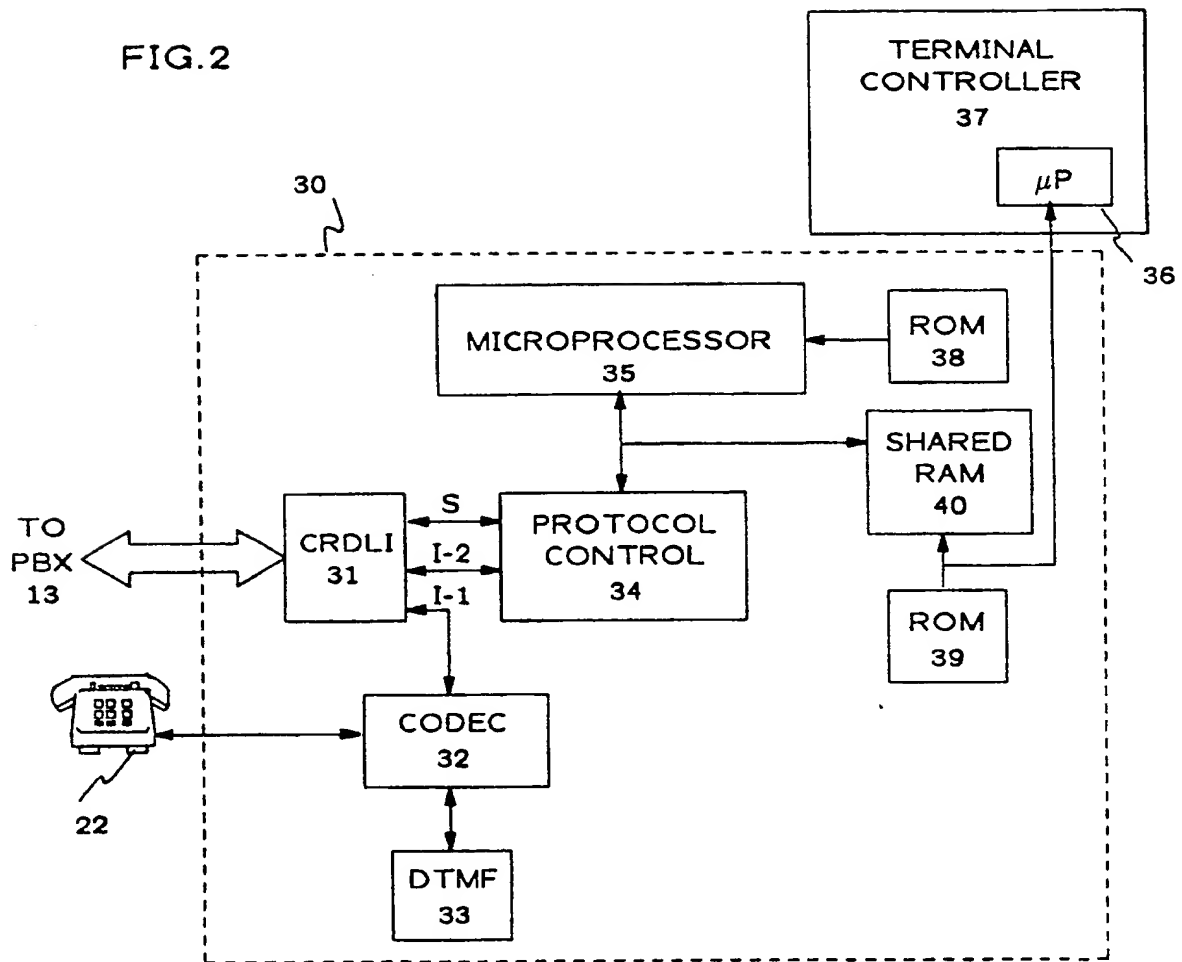 FIG.2
TERMINAL
CONTROLLER
37
μP
36
30
MICROPROCESSOR
35
ROM
38
SHARED
RAM
40
TO
PBX
13
CRDLI
31
S
I-2
I-1
PROTOCOL
CONTROL
34
ROM
39
CODEC
32
22
DTMF
33